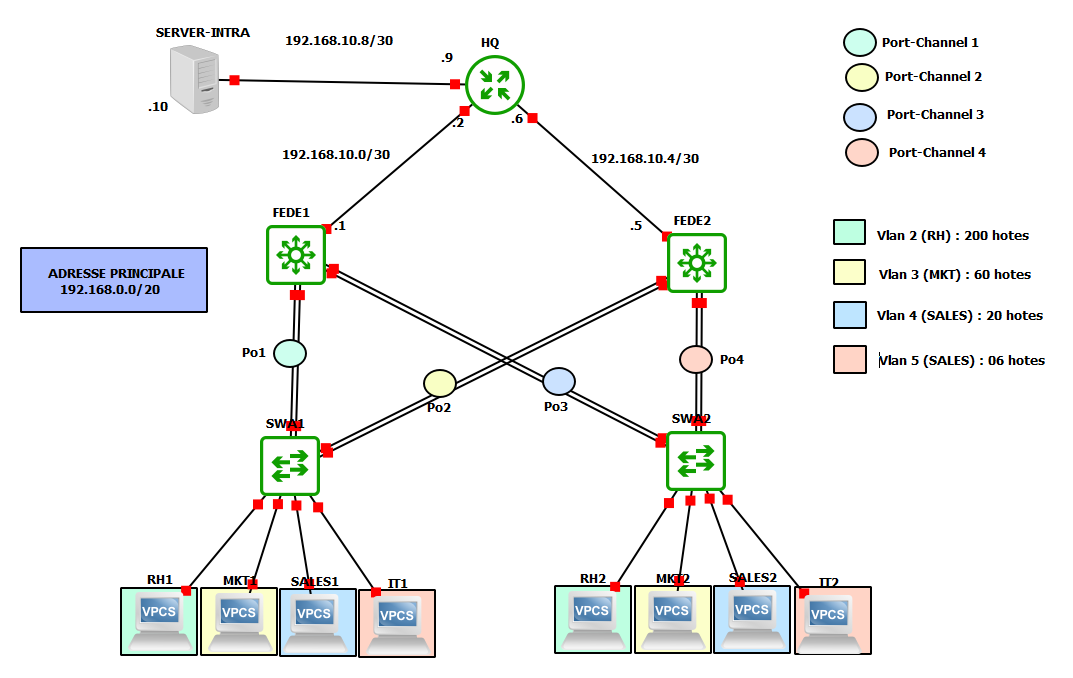 SERVER-INTRA
192.168.10.8/30
HQ
.9
.10
.2
.6
Port-Channel 1
Port-Channel 2
Port-Channel 3
Port-Channel 4
192.168.10.0/30
192.168.10.4/30
FEDE1
.1
.5
FEDE2
ADRESSE PRINCIPALE
192.168.0.0/20
Vlan 2 (RH) : 200 hotes
Vlan 3 (MKT) : 60 hotes
Vlan 4 (SALES) : 20 hotes
Vlan 5 (SALES) : 06 hotes
Po1
Po2
Po3
Po4
SWA1
SWA2
RH1
MKT1
SALES1
IT1
RH2
MKT2
SALES2
IT2
VPCS
VPCS
VPCS
VPCS
VPCS
VPCS
VPCS
VPCS